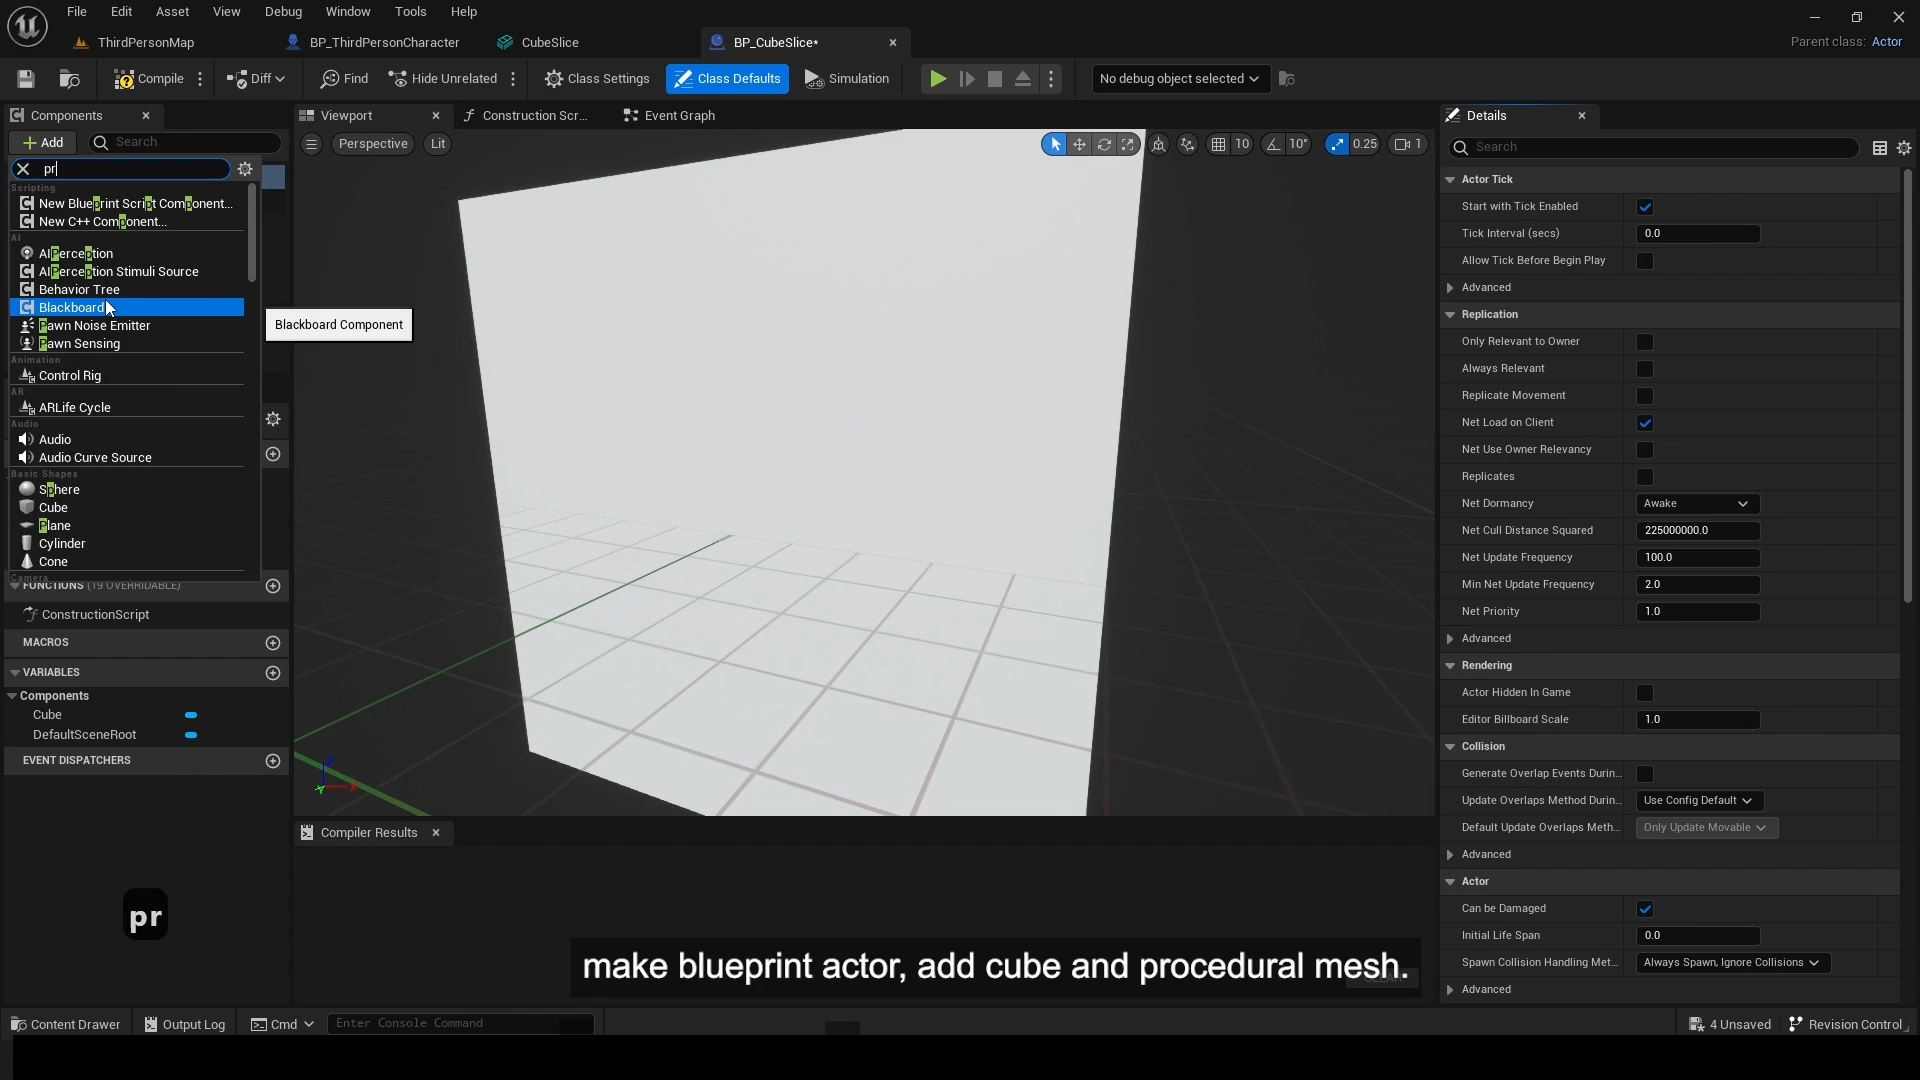 File Edit Asset View Debug Window Tools Help
ThirdPersonMap BP_ThirdPersonCharacter CubeSlice BP_CubeSlice* Parent class: Actor
Compile Diff Find Hide Unrelated Class Settings Class Defaults Simulation No debug object selected
Components Viewport Construction Scr... Event Graph Details
Add Search
Perspective Lit 10 10° 0.25 1
Search
pr
Scripting
New Blueprint Script Component...
New C++ Component...
AI
AIPerception
AIPerception Stimuli Source
Behavior Tree
Blackboard
Blackboard Component
Pawn Noise Emitter
Pawn Sensing
Animation
Control Rig
AR
ARLife Cycle
Audio
Audio
Audio Curve Source
Basic Shapes
Sphere
Cube
Plane
Cylinder
Cone
Camera
FUNCTIONS (19 OVERRIDABLE)
ConstructionScript
MACROS
VARIABLES
Components
Cube
DefaultSceneRoot
EVENT DISPATCHERS
pr
Z
X
Y
Compiler Results
make blueprint actor, add cube and procedural mesh.
Actor Tick
Start with Tick Enabled
Tick Interval (secs) 0.0
Allow Tick Before Begin Play
Advanced
Replication
Only Relevant to Owner
Always Relevant
Replicate Movement
Net Load on Client
Net Use Owner Relevancy
Replicates
Net Dormancy Awake
Net Cull Distance Squared 225000000.0
Net Update Frequency 100.0
Min Net Update Frequency 2.0
Net Priority 1.0
Advanced
Rendering
Actor Hidden In Game
Editor Billboard Scale 1.0
Collision
Generate Overlap Events Durin...
Update Overlaps Method Durin... Use Config Default
Default Update Overlaps Meth... Only Update Movable
Advanced
Actor
Can be Damaged
Initial Life Span 0.0
Spawn Collision Handling Met... Always Spawn, Ignore Collisions
Advanced
Content Drawer Output Log Cmd Enter Console Command 4 Unsaved Revision Control